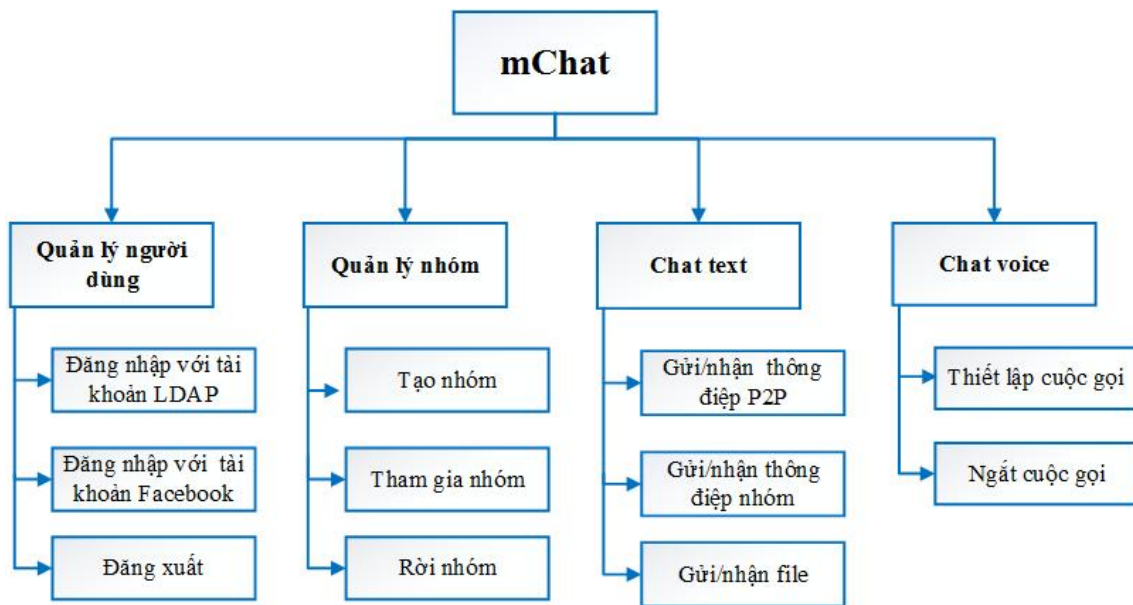 mChat
Quản lý người
dùng
Quản lý nhóm
Chat text
Chat voice
Đăng nhập với tài
khoản LDAP
Đăng nhập với tài
khoản Facebook
Đăng xuất
Tạo nhóm
Tham gia nhóm
Rời nhóm
Gửi/nhận thông
điệp P2P
Gửi/nhận thông
điệp nhóm
Gửi/nhận file
Thiết lập cuộc gọi
Ngắt cuộc gọi